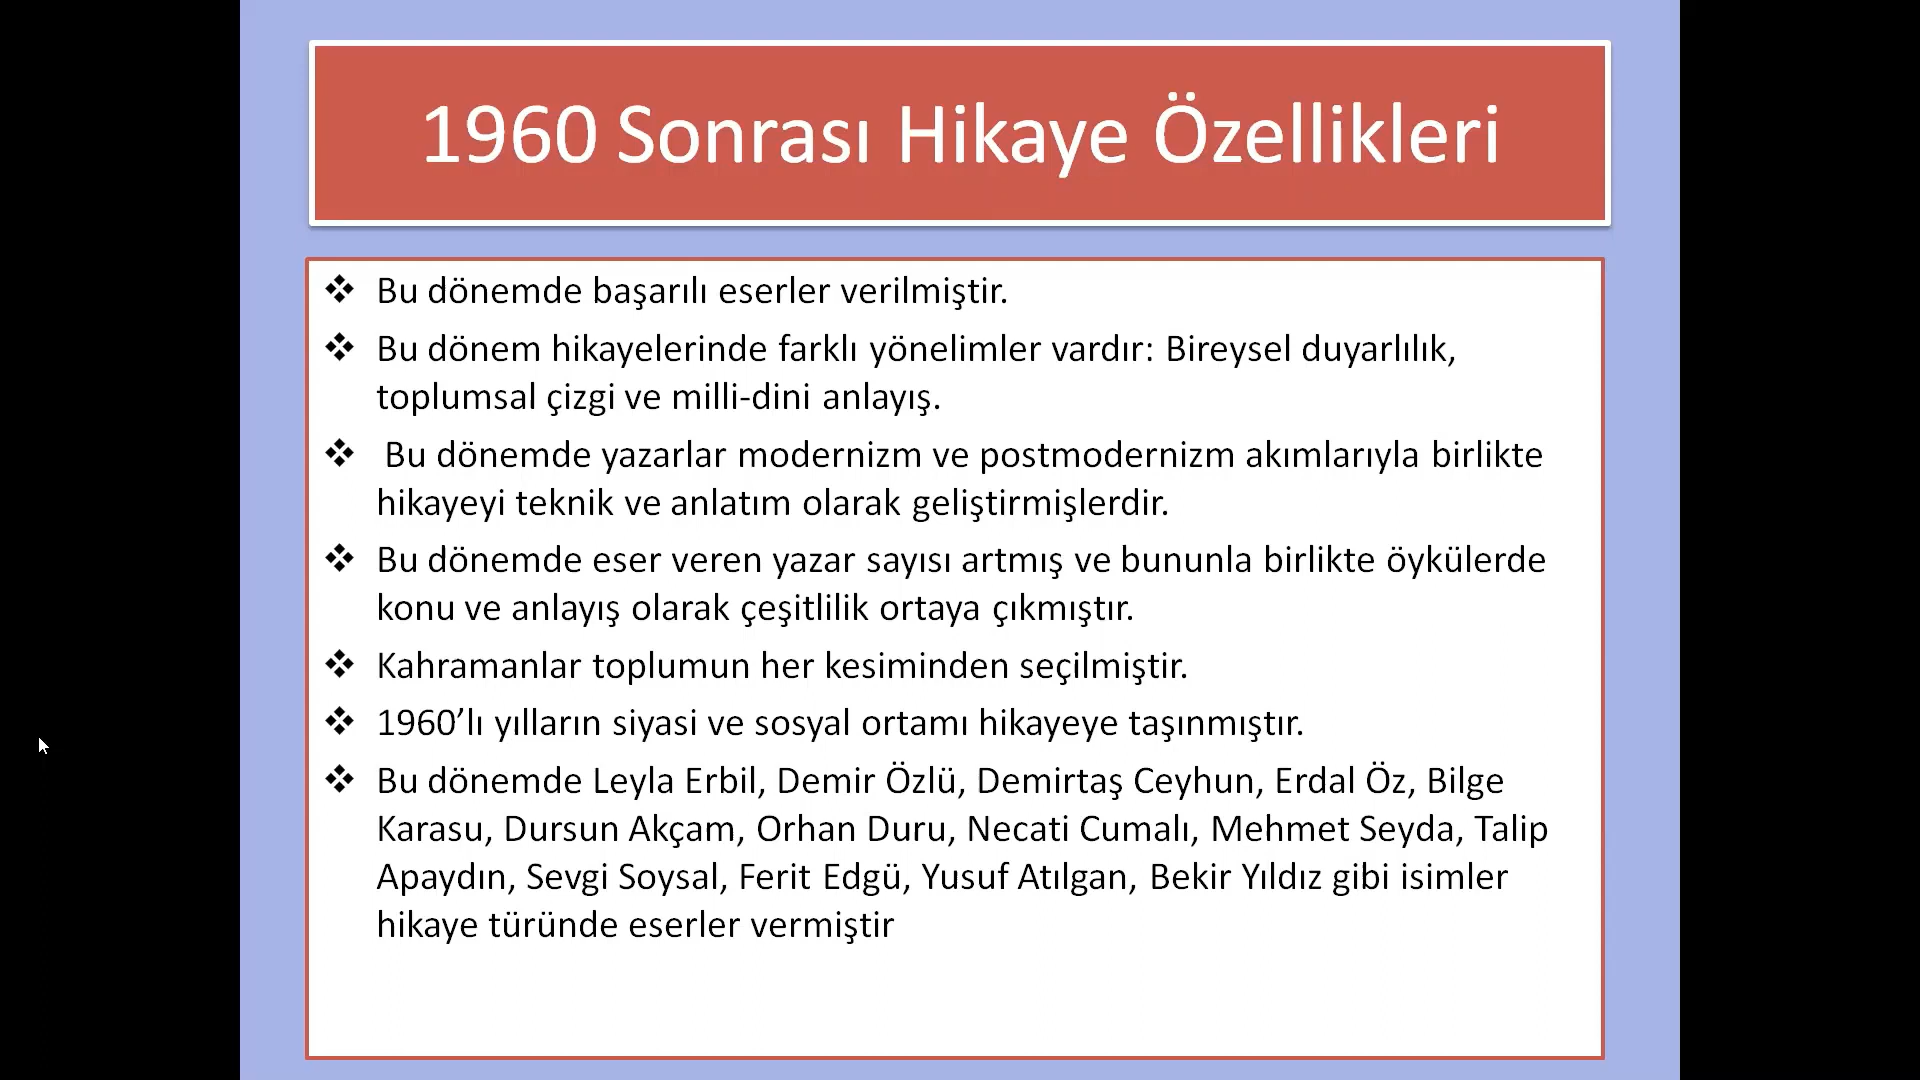 1960 Sonrası Hikaye Özellikleri
❖ Bu dönemde başarılı eserler verilmiştir.
❖ Bu dönem hikayelerinde farklı yönelimler vardır: Bireysel duyarlılık,
toplumsal çizgi ve milli-dini anlayış.
❖ Bu dönemde yazarlar modernizm ve postmodernizm akımlarıyla birlikte
hikayeyi teknik ve anlatım olarak geliştirmişlerdir.
❖ Bu dönemde eser veren yazar sayısı artmış ve bununla birlikte öykülerde
konu ve anlayış olarak çeşitlilik ortaya çıkmıştır.
❖ Kahramanlar toplumun her kesiminden seçilmiştir.
❖ 1960’lı yılların siyasi ve sosyal ortamı hikayeye taşınmıştır.
❖ Bu dönemde Leyla Erbil, Demir Özlü, Demirtaş Ceyhun, Erdal Öz, Bilge
Karasu, Dursun Akçam, Orhan Duru, Necati Cumalı, Mehmet Seyda, Talip
Apaydın, Sevgi Soysal, Ferit Edgü, Yusuf Atılgan, Bekir Yıldız gibi isimler
hikaye türünde eserler vermiştir